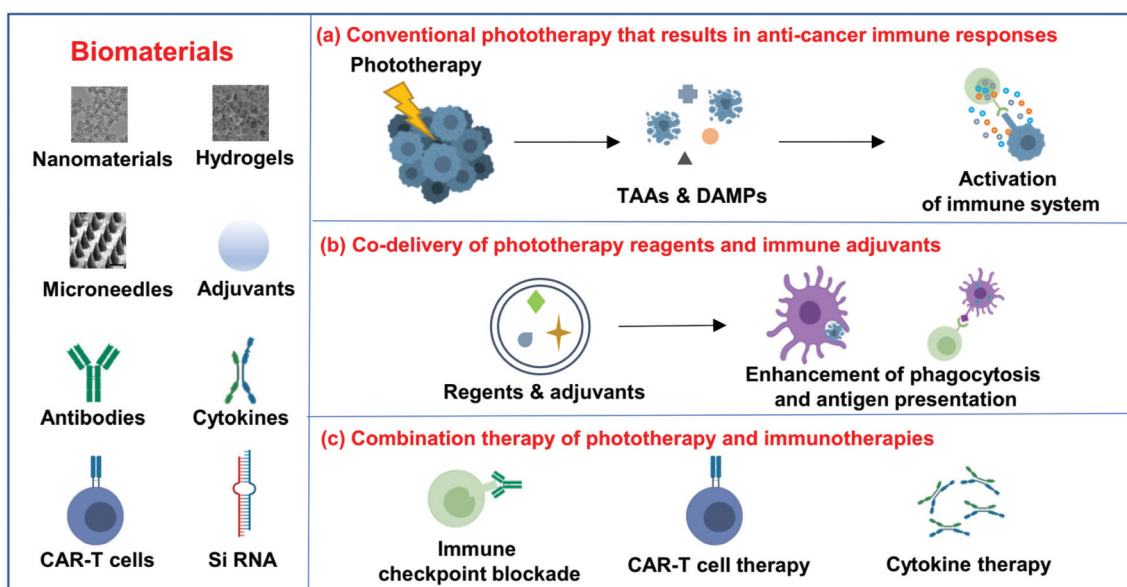 Biomaterials
Nanomaterials
Hydrogels
Microneedles
Adjuvants
Antibodies
Cytokines
CAR-T cells
Si RNA
(a) Conventional phototherapy that results in anti-cancer immune responses
Phototherapy
TAAs & DAMPs
Activation
of immune system
(b) Co-delivery of phototherapy reagents and immune adjuvants
Regents & adjuvants
Enhancement of phagocytosis
and antigen presentation
(c) Combination therapy of phototherapy and immunotherapies
Immune
checkpoint blockade
CAR-T cell therapy
Cytokine therapy